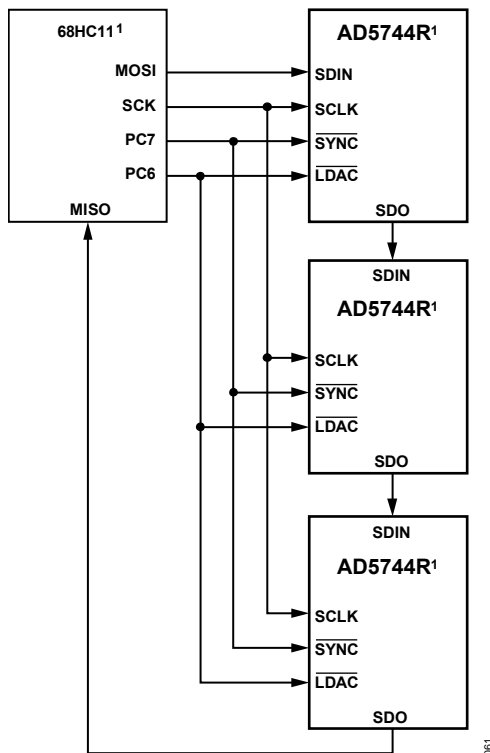 68HC11¹
MOSI
SCK
PC7
PC6
MISO
AD5744R¹
SDIN
SCLK
SYNC
LDAC
SDO
SDIN
AD5744R¹
SCLK
SYNC
LDAC
SDO
SDIN
AD5744R¹
SCLK
SYNC
LDAC
SDO